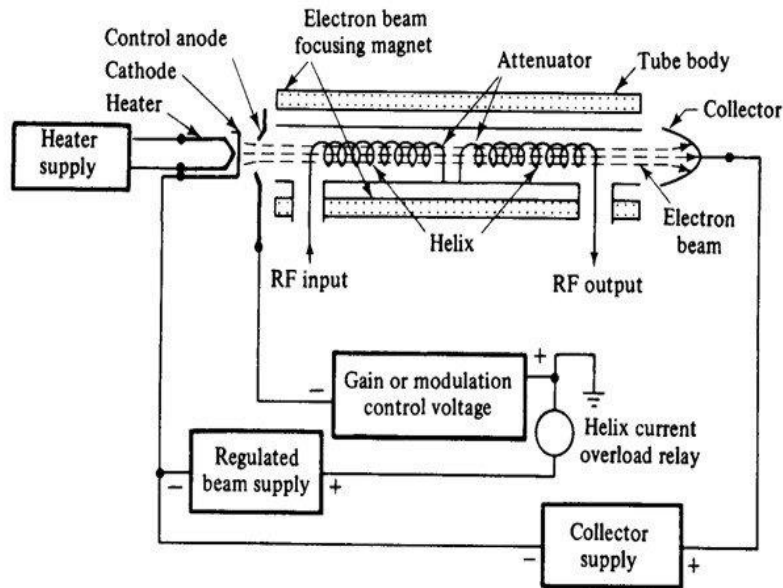 Electron beam
focusing magnet
Control anode
Cathode
Heater
Attenuator
Tube body
Collector
Heater
supply
Helix
Electron
beam
RF input
RF output
+
−
Gain or modulation
control voltage
Helix current
overload relay
−
Regulated
beam supply
+
−
Collector
supply
+